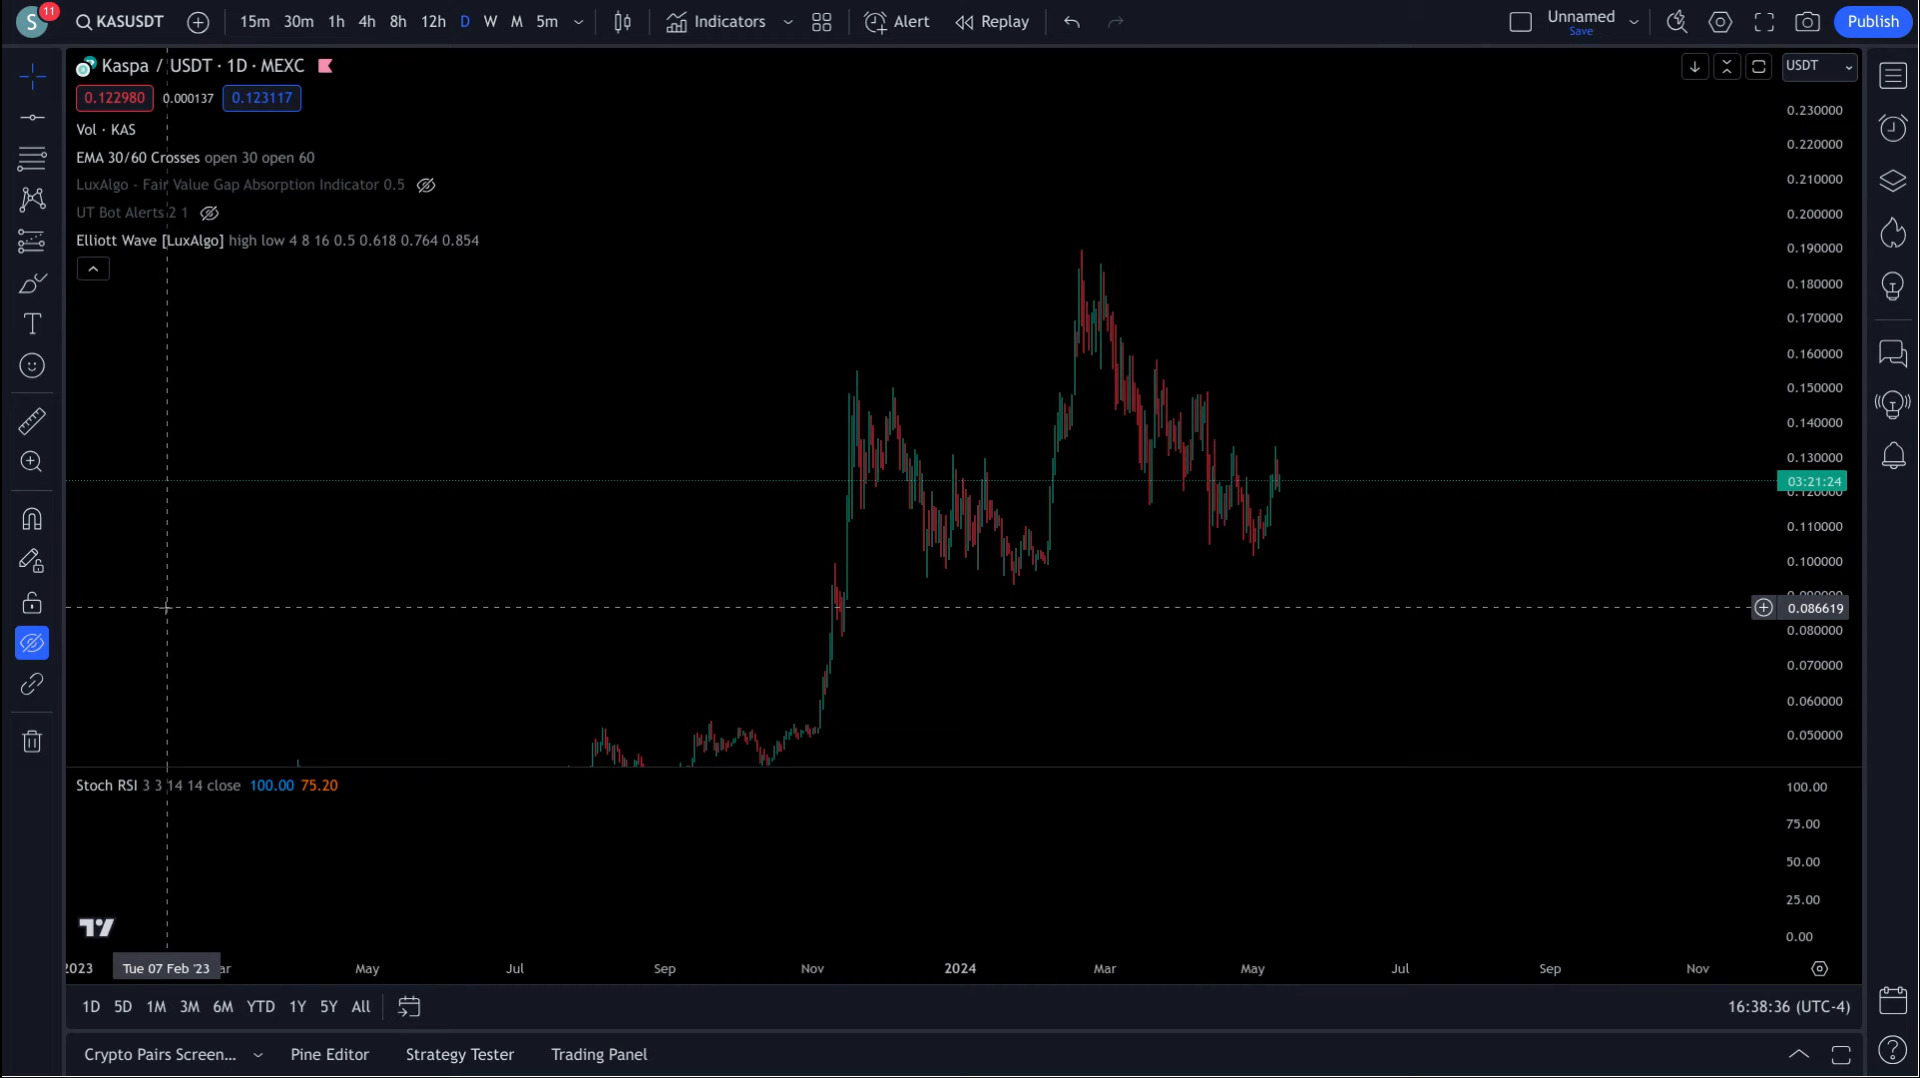 S 11 KASUSDT 15m 30m 1h 4h 8h 12h D W M 5m Indicators Alert Replay Unnamed Save Publish
Kaspa / USDT · 1D · MEXC USDT
0.122980 0.000137 0.123117
Vol · KAS
EMA 30/60 Crosses open 30 open 60
LuxAlgo - Fair Value Gap Absorption Indicator 0.5
UT Bot Alerts 2 1
Elliott Wave [LuxAlgo] high low 4 8 16 0.5 0.618 0.764 0.854
0.230000
0.220000
0.210000
0.200000
0.190000
0.180000
0.170000
0.160000
0.150000
0.140000
0.130000
03:21:24
0.120000
0.110000
0.100000
0.090000
0.086619
0.080000
0.070000
0.060000
0.050000
Stoch RSI 3 3 14 14 close 100.00 75.20
100.00
75.00
50.00
25.00
0.00
2023 Tue 07 Feb '23 ar May Jul Sep Nov 2024 Mar May Jul Sep Nov
1D 5D 1M 3M 6M YTD 1Y 5Y All 16:38:36 (UTC-4)
Crypto Pairs Screen... Pine Editor Strategy Tester Trading Panel